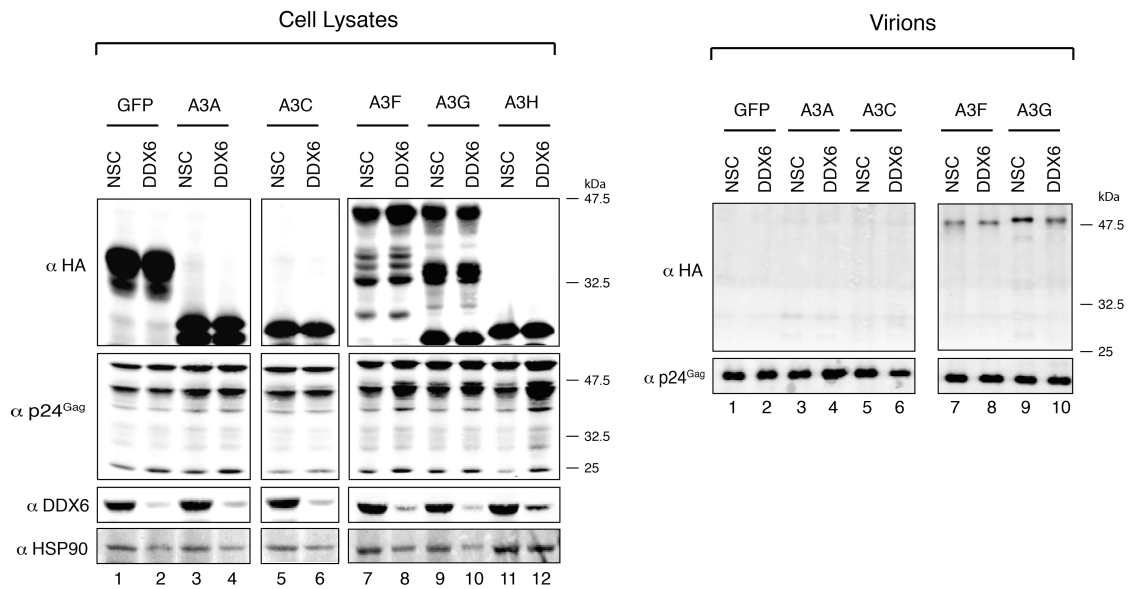 Cell Lysates
GFP A3A A3C A3F A3G A3H
NSC DDX6 NSC DDX6 NSC DDX6 NSC DDX6 NSC DDX6 NSC DDX6
kDa
47.5
α HA
32.5
47.5
α p24Gag
32.5
25
α DDX6
α HSP90
1 2 3 4 5 6 7 8 9 10 11 12
Virions
GFP A3A A3C A3F A3G
NSC DDX6 NSC DDX6 NSC DDX6 NSC DDX6 NSC DDX6
kDa
47.5
α HA
32.5
25
α p24Gag
1 2 3 4 5 6 7 8 9 10